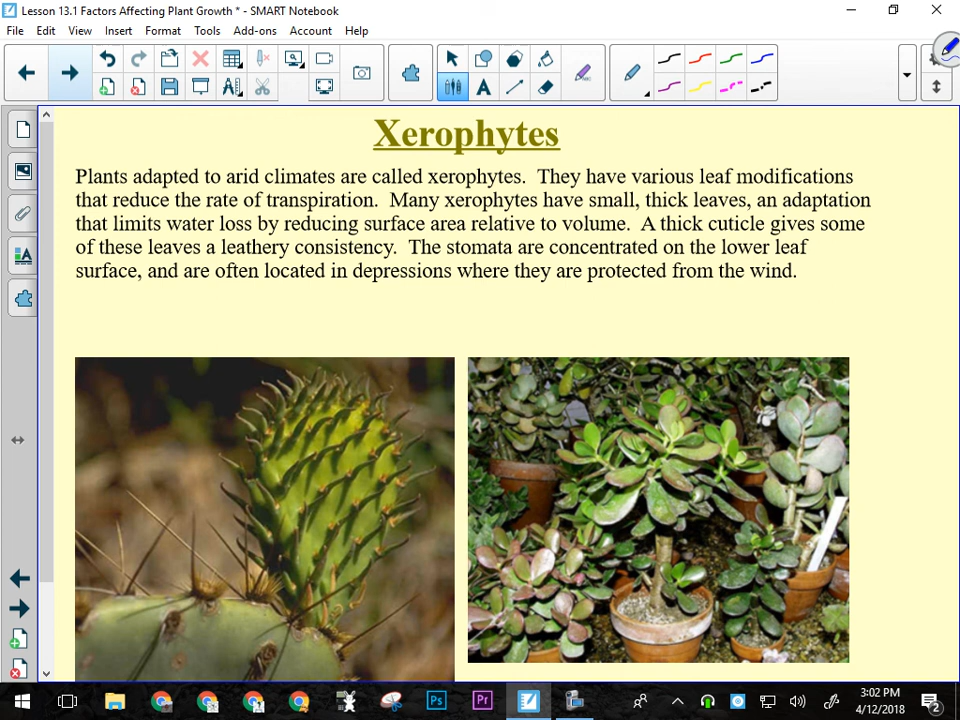 Lesson 13.1 Factors Affecting Plant Growth * - SMART Notebook
File Edit View Insert Format Tools Add-ons Account Help
Xerophytes
Plants adapted to arid climates are called xerophytes.  They have various leaf modifications
that reduce the rate of transpiration.  Many xerophytes have small, thick leaves, an adaptation
that limits water loss by reducing surface area relative to volume.  A thick cuticle gives some
of these leaves a leathery consistency.  The stomata are concentrated on the lower leaf
surface, and are often located in depressions where they are protected from the wind.
Ps Pr
3:02 PM
4/12/2018
2